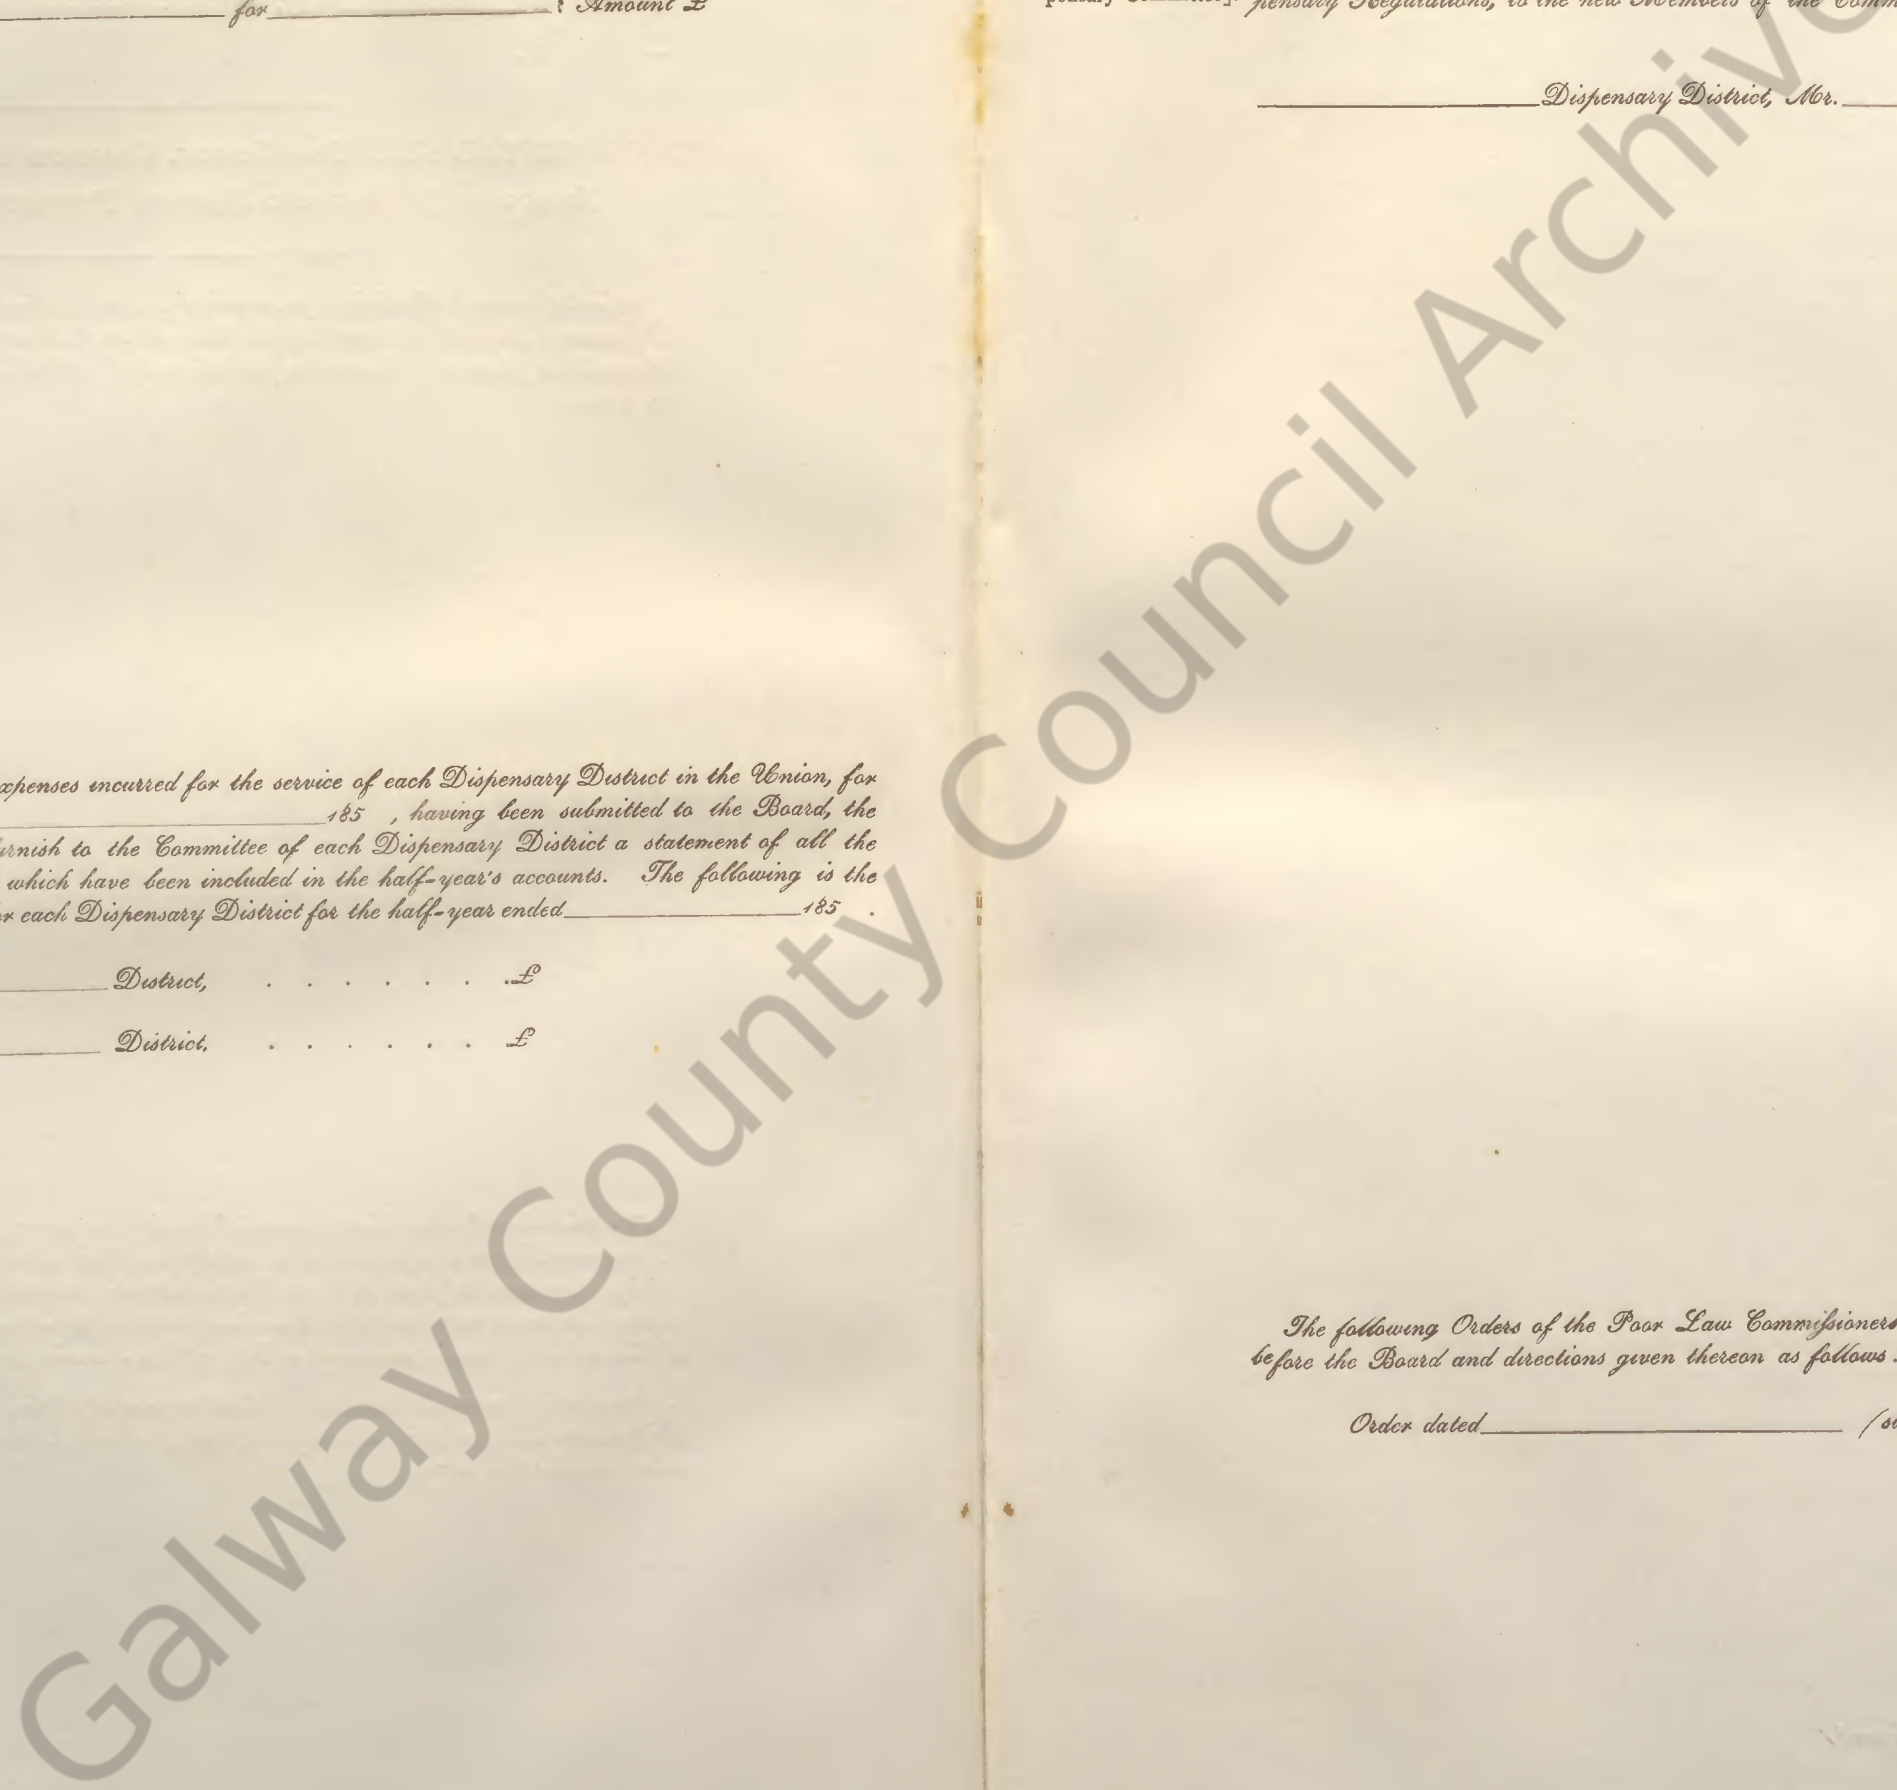 for ; Amount £
xpenses incurred for the service of each Dispensary District in the Union, for
185 , having been submitted to the Board, the
urnish to the Committee of each Dispensary District a statement of all the
which have been included in the half-year's accounts. The following is the
or each Dispensary District for the half-year ended 185 .
District, . . . . . . .£
District. . . . . . . £
pensary Regulations, to the new Members of the Comm
Dispensary District, Mr.
The following Orders of the Poor Law Commissioners
before the Board and directions given thereon as follows .
Order dated
Galway County Council Archive